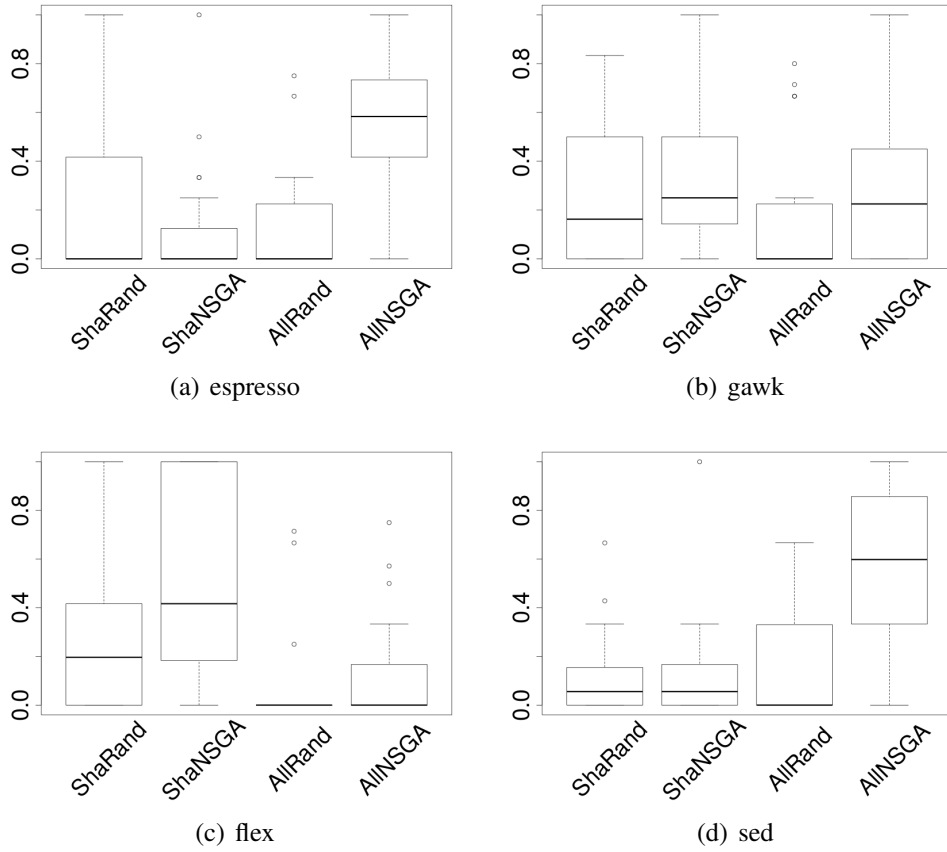 0.8
0.4
0.0
ShaRand
ShaNSGA
AllRand
AllNSGA
(a) espresso
0.8
0.4
0.0
ShaRand
ShaNSGA
AllRand
AllNSGA
(b) gawk
0.8
0.4
0.0
ShaRand
ShaNSGA
AllRand
AllNSGA
(c) flex
0.8
0.4
0.0
ShaRand
ShaNSGA
AllRand
AllNSGA
(d) sed